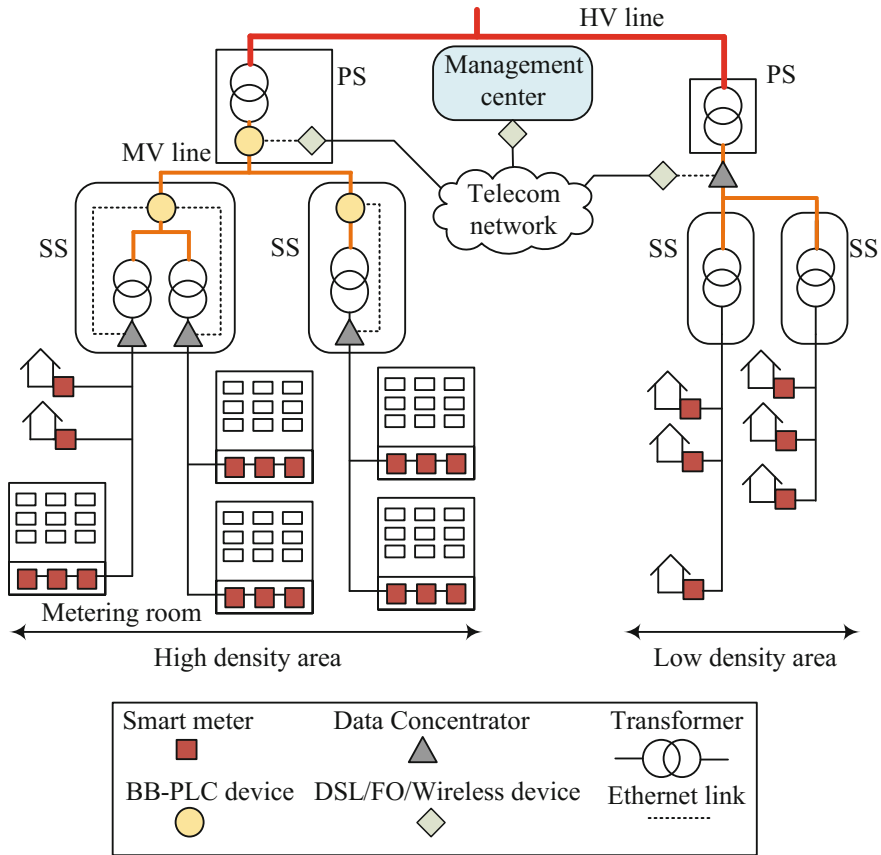 HV line
PS
Management
center
PS
MV line
Telecom
network
SS
SS
SS
SS
Metering room
High density area
Low density area
Smart meter
Data Concentrator
Transformer
BB-PLC device
DSL/FO/Wireless device
Ethernet link